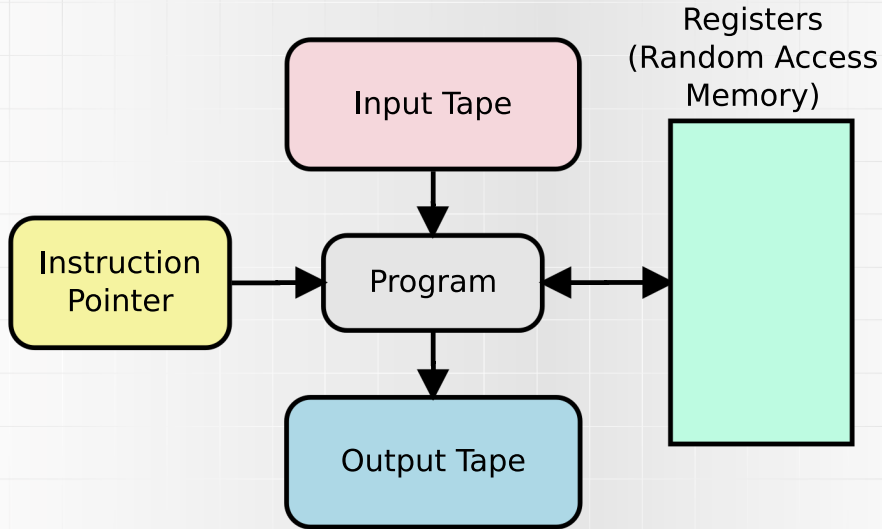 Registers
(Random Access
Memory)
Input Tape
Instruction
Pointer
Program
Output Tape